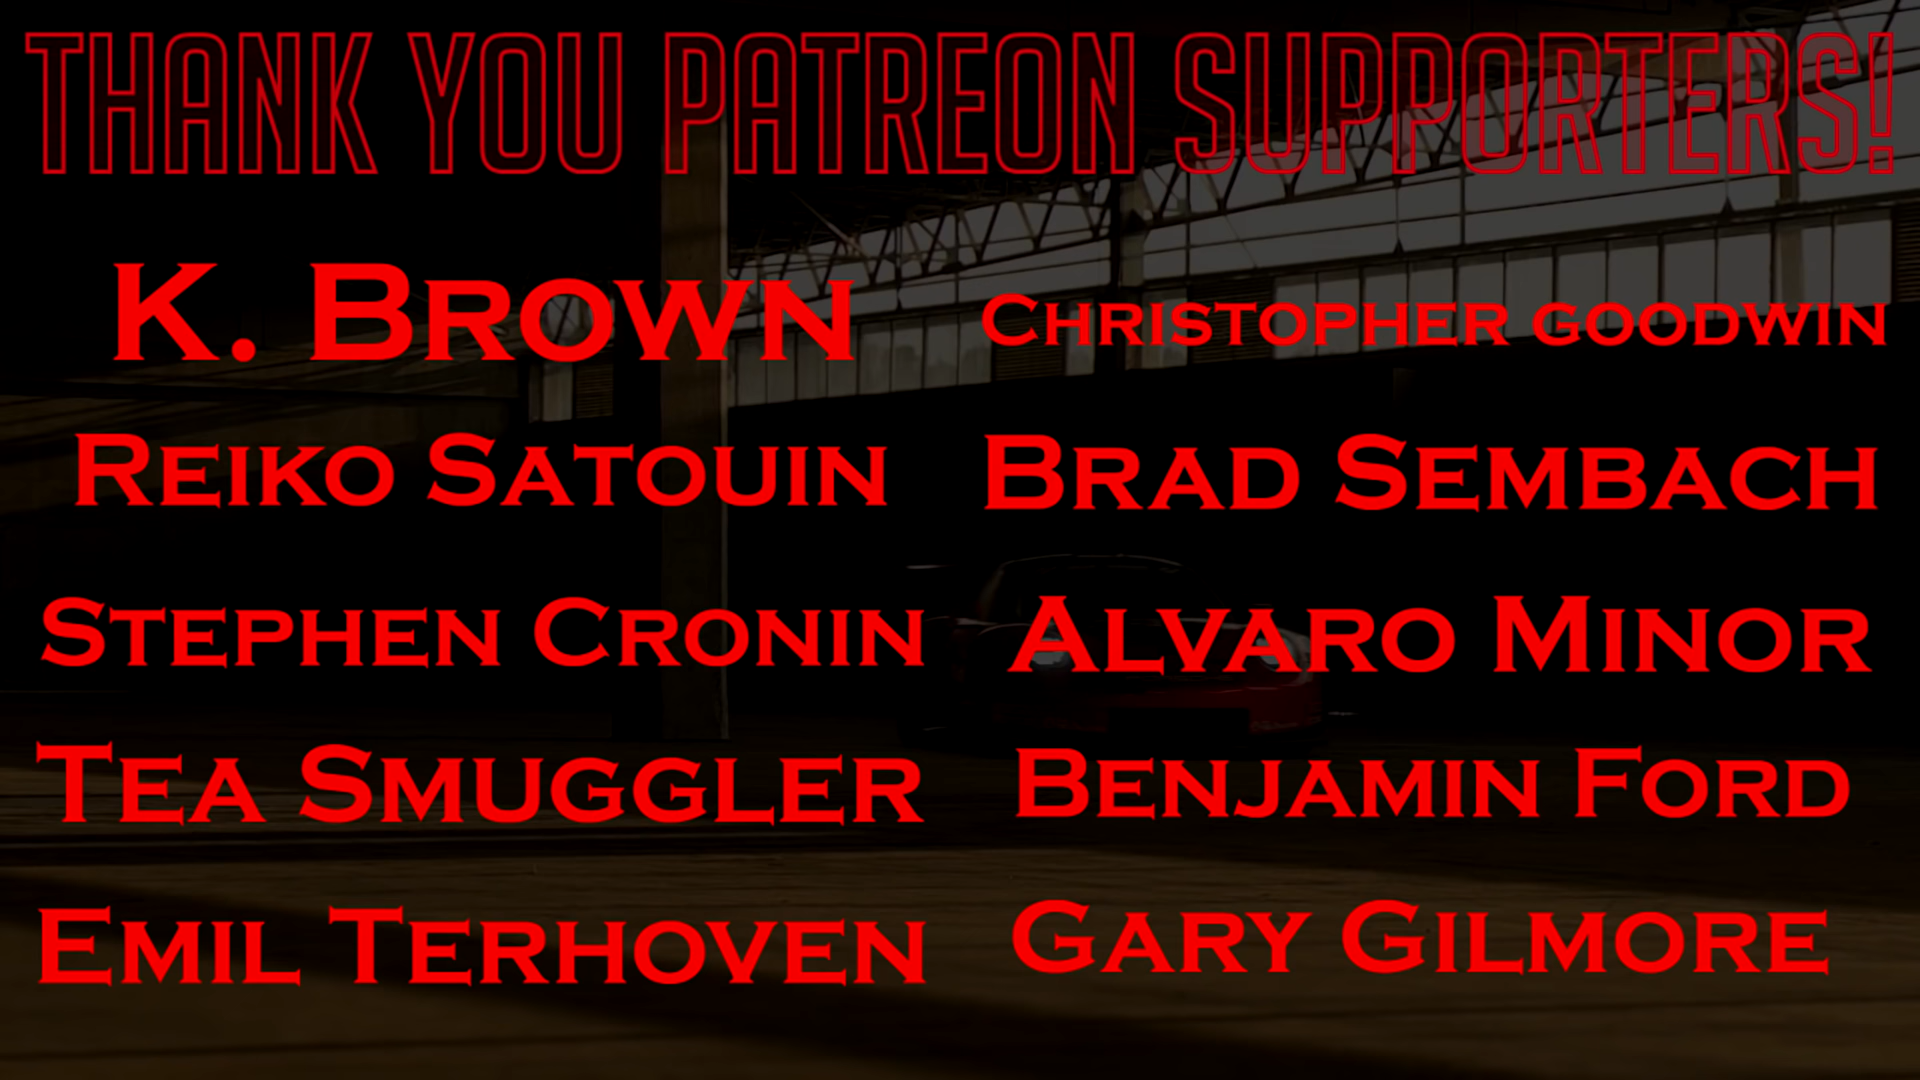 THANK YOU PATREON SUPPORTERS!
K. BROWN
CHRISTOPHER GOODWIN
REIKO SATOUIN
BRAD SEMBACH
STEPHEN CRONIN
ALVARO MINOR
TEA SMUGGLER
BENJAMIN FORD
EMIL TERHOVEN
GARY GILMORE